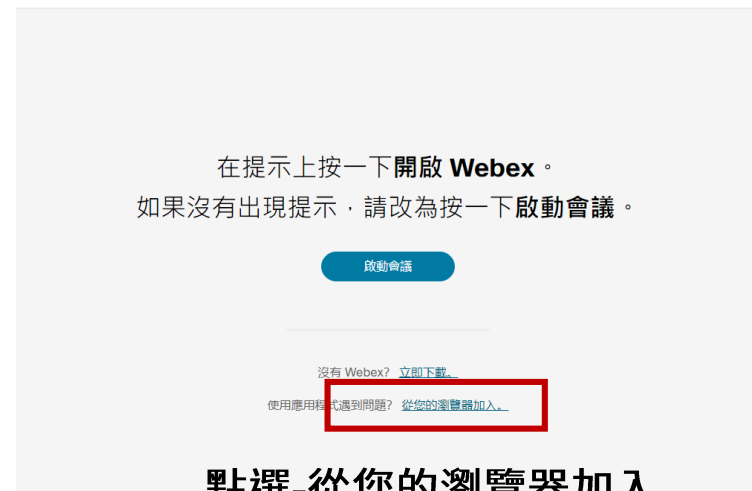 在提示上按一下開啟 Webex。
如果沒有出現提示，請改為按一下啟動會議。
啟動會議
沒有 Webex? 立即下載。
使用應用程式遇到問題? 從您的瀏覽器加入。
點選-從您的瀏覽器加入